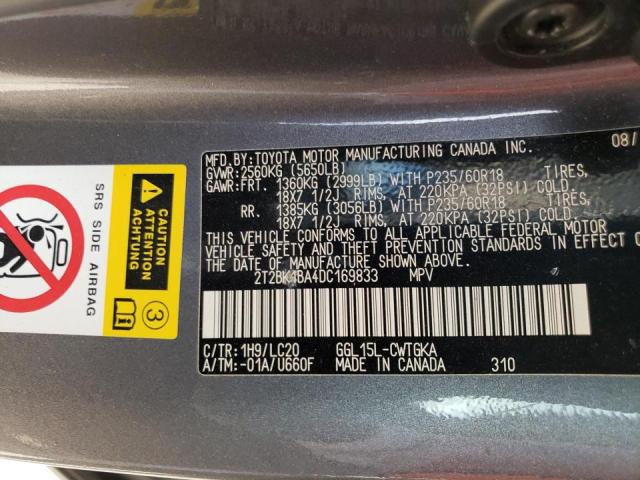 MFD.BY:TOYOTA MOTOR MANUFACTURING CANADA INC. 08/
GVWR:2560KG (5650LB)
GAWR:FRT. 1360KG (2999LB) WITH P235/60R18 TIRES,
18X7 1/2J RIMS, AT 220KPA (32PSI) COLD.
RR. 1385KG (3055LB) WITH P235/60R18 TIRES,
18X7 1/2J RIMS, AT 220KPA (32PSI) COLD.
THIS VEHICLE CONFORMS TO ALL APPLICABLE FEDERAL MOTOR
VEHICLE SAFETY AND THEFT PREVENTION STANDARDS IN EFFECT O
THE DATE OF MANUFACTURE SHOWN ABOVE.
2T2BK1BA4DC169833 MPV
C/TR:1H9/LC20 GGL15L-CWTGKA
A/TM:-01A/U660F MADE IN CANADA 310
SRS SIDE AIRBAG
ATTENTION
CAUTION
ACHTUNG
3